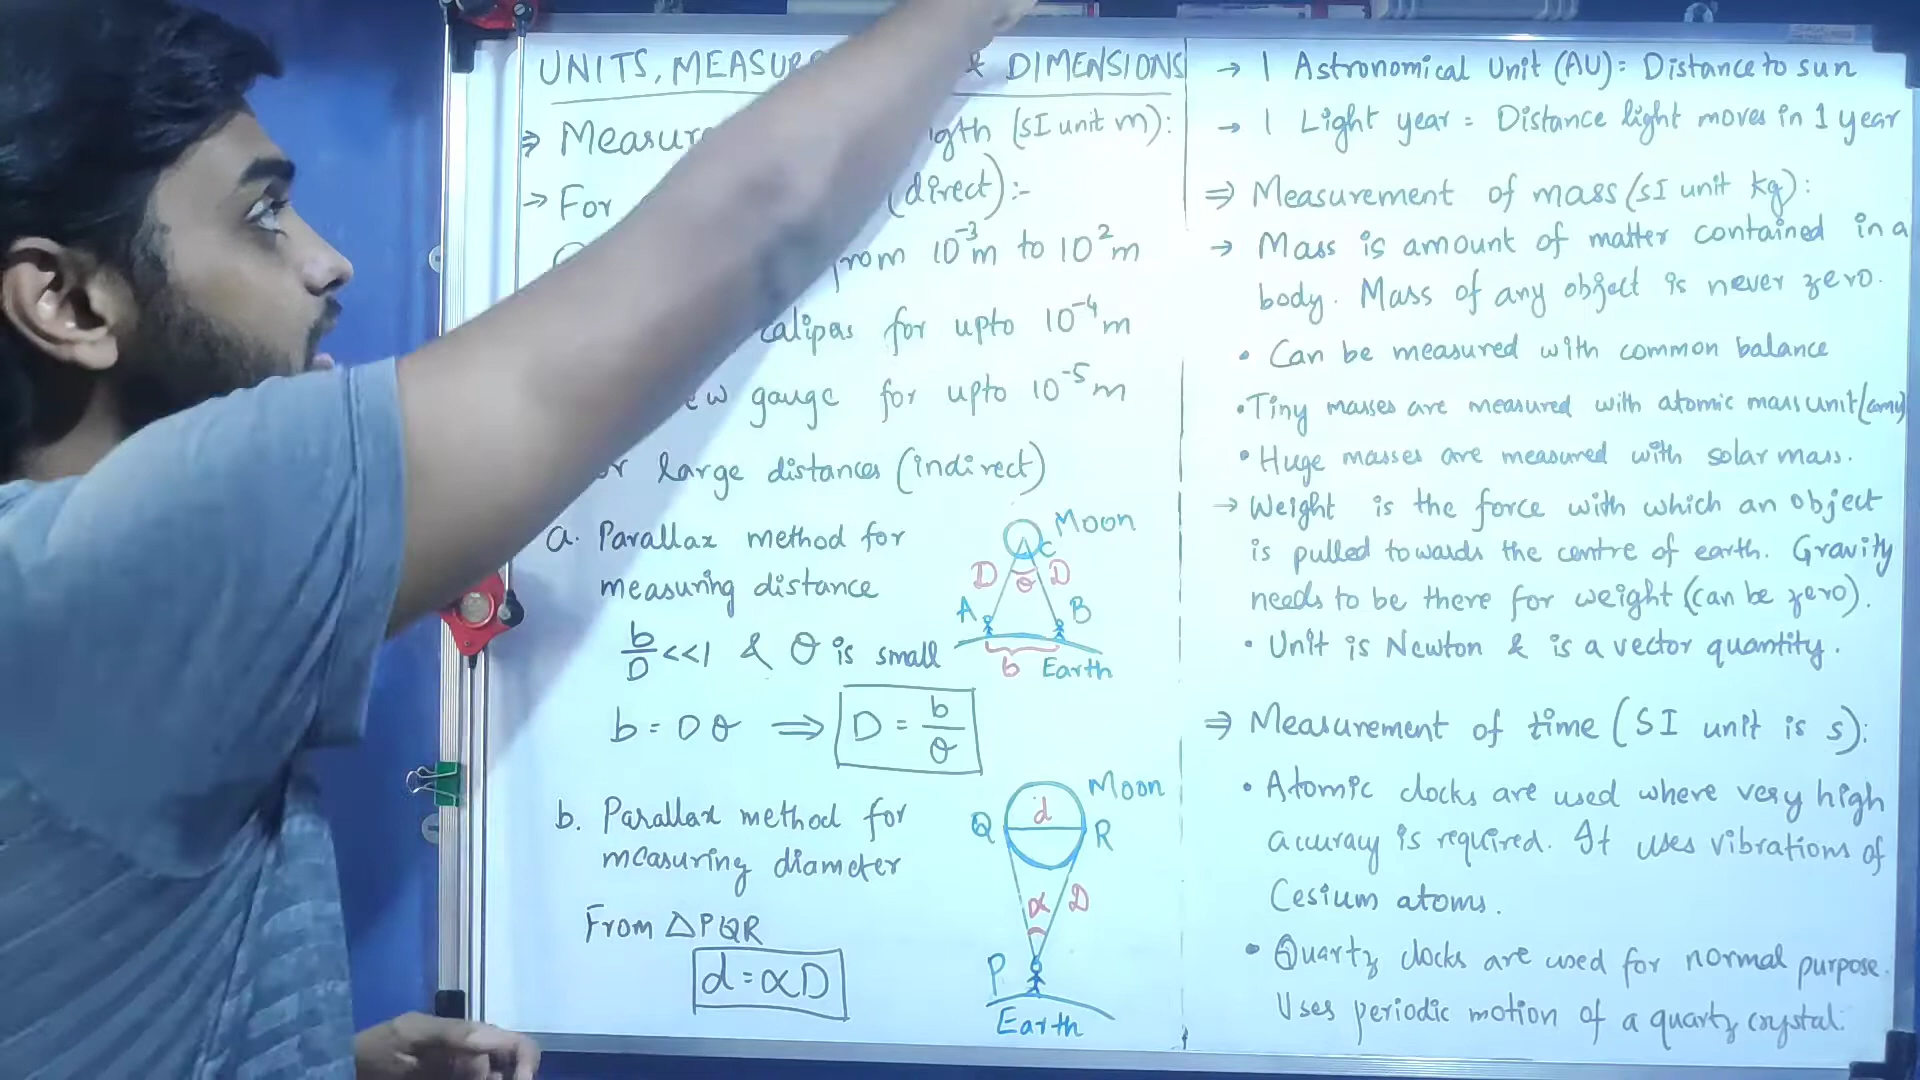 UNITS, MEASUR & DIMENSIONS
⇒ Measur gth (SI unit m):
→ For (direct):-
from 10⁻³m to 10²m
calipas for upto 10⁻⁴m
ew gauge for upto 10⁻⁵m
r large distances (indirect)
a. Parallax method for
measuring distance
b/D <<1 & θ is small
b = Dθ ⇒ D = b/θ
Moon
C
D θ D
A B
b Earth
b. Parallax method for
measuring diameter
From △PQR
d = αD
Moon
d
Q R
α D
P
Earth
→ 1 Astronomical Unit (AU) = Distance to sun
→ 1 Light year = Distance light moves in 1 year
⇒ Measurement of mass (SI unit kg):
→ Mass is amount of matter contained in a
body. Mass of any object is never zero.
• Can be measured with common balance
• Tiny masses are measured with atomic mass unit (amu)
• Huge masses are measured with solar mass.
→ Weight is the force with which an object
is pulled towards the centre of earth. Gravity
needs to be there for weight (can be zero).
• Unit is Newton & is a vector quantity.
⇒ Measurement of time (SI unit is s):
• Atomic clocks are used where very high
accuracy is required. It uses vibrations of
Cesium atoms.
• Quartz clocks are used for normal purpose.
Uses periodic motion of a quartz crystal.